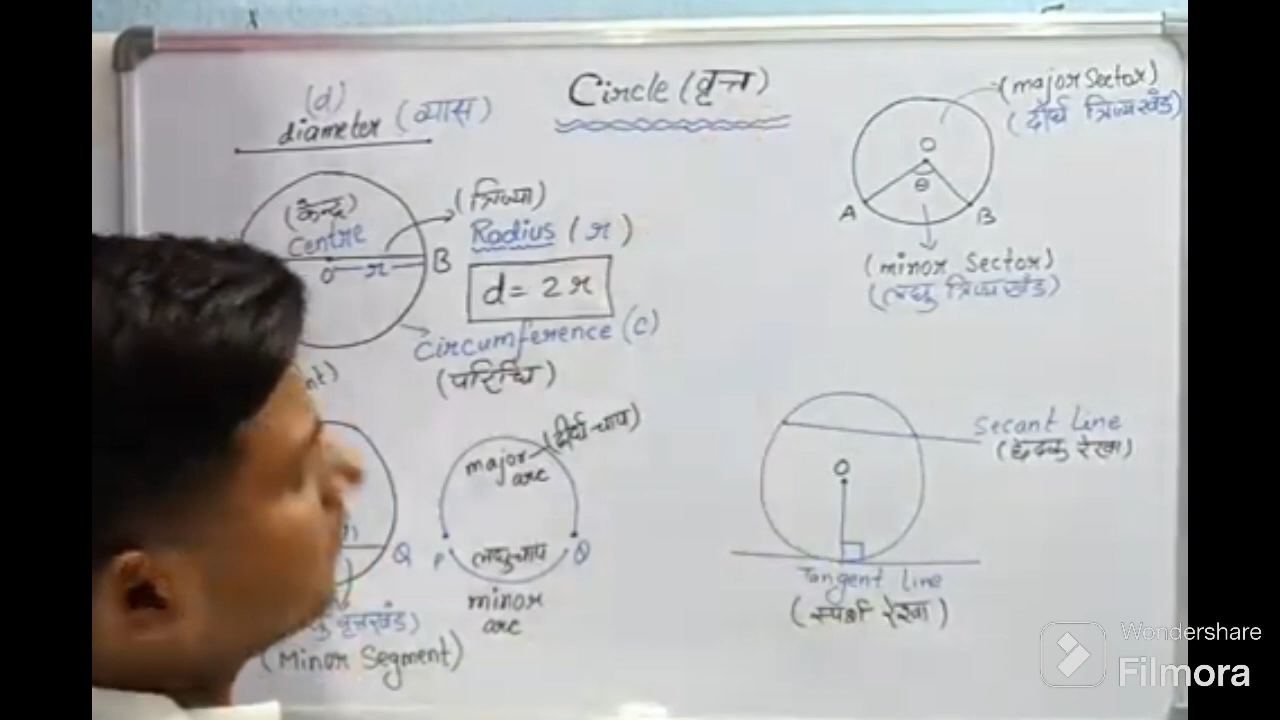 Circle (वृत्त)
(d)
diameter (व्यास)
(केन्द्र)
Centre
O
r
B
(त्रिज्या)
Radius (r)
d = 2r
Circumference (C)
(परिधि)
(major Sector)
(दीर्घ त्रिज्यखंड)
O
θ
A
B
(minor Sector)
(लघु त्रिज्यखंड)
Q
वृत्तखंड)
(Minor Segment)
major
arc
(दीर्घ चाप)
P
लघुचाप
Q
minor
arc
O
Secant Line
(छेदक रेखा)
Tangent Line
(स्पर्श रेखा)
Wondershare
Filmora